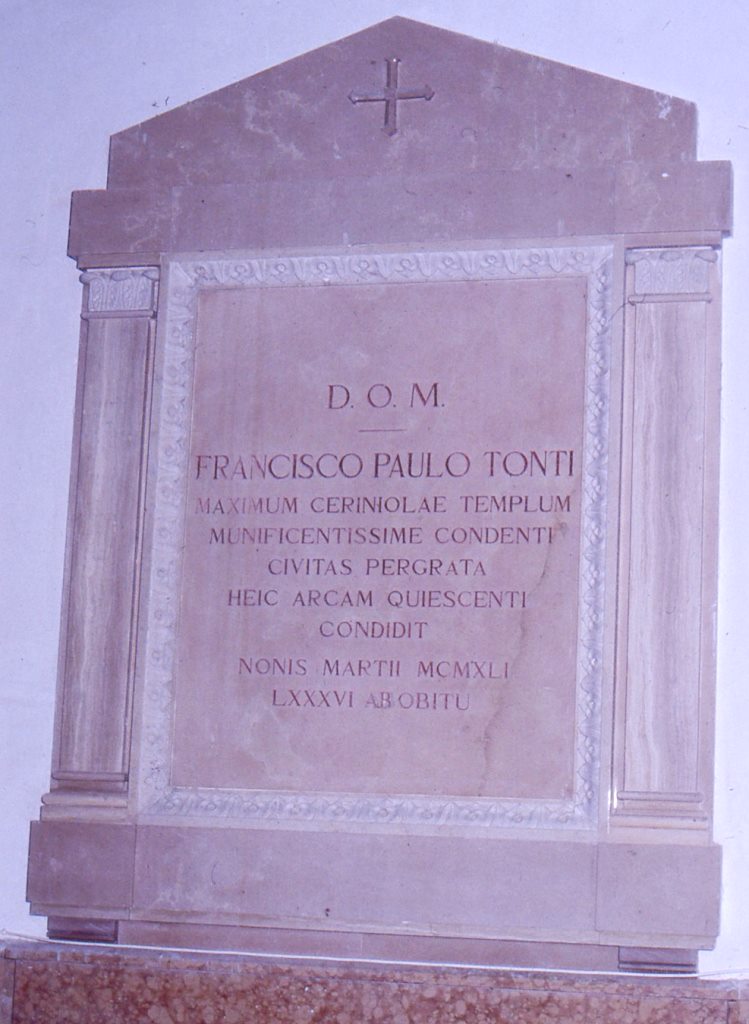 D. O. M.
FRANCISCO PAULO TONTI
MAXIMUM CERINIOLAE TEMPLUM
MUNIFICENTISSIME CONDENTI
CIVITAS PERGRATA
HEIC ARCAM QUIESCENTI
CONDIDIT
NONIS MARTII MCMXLI
LXXXVI AB OBITU